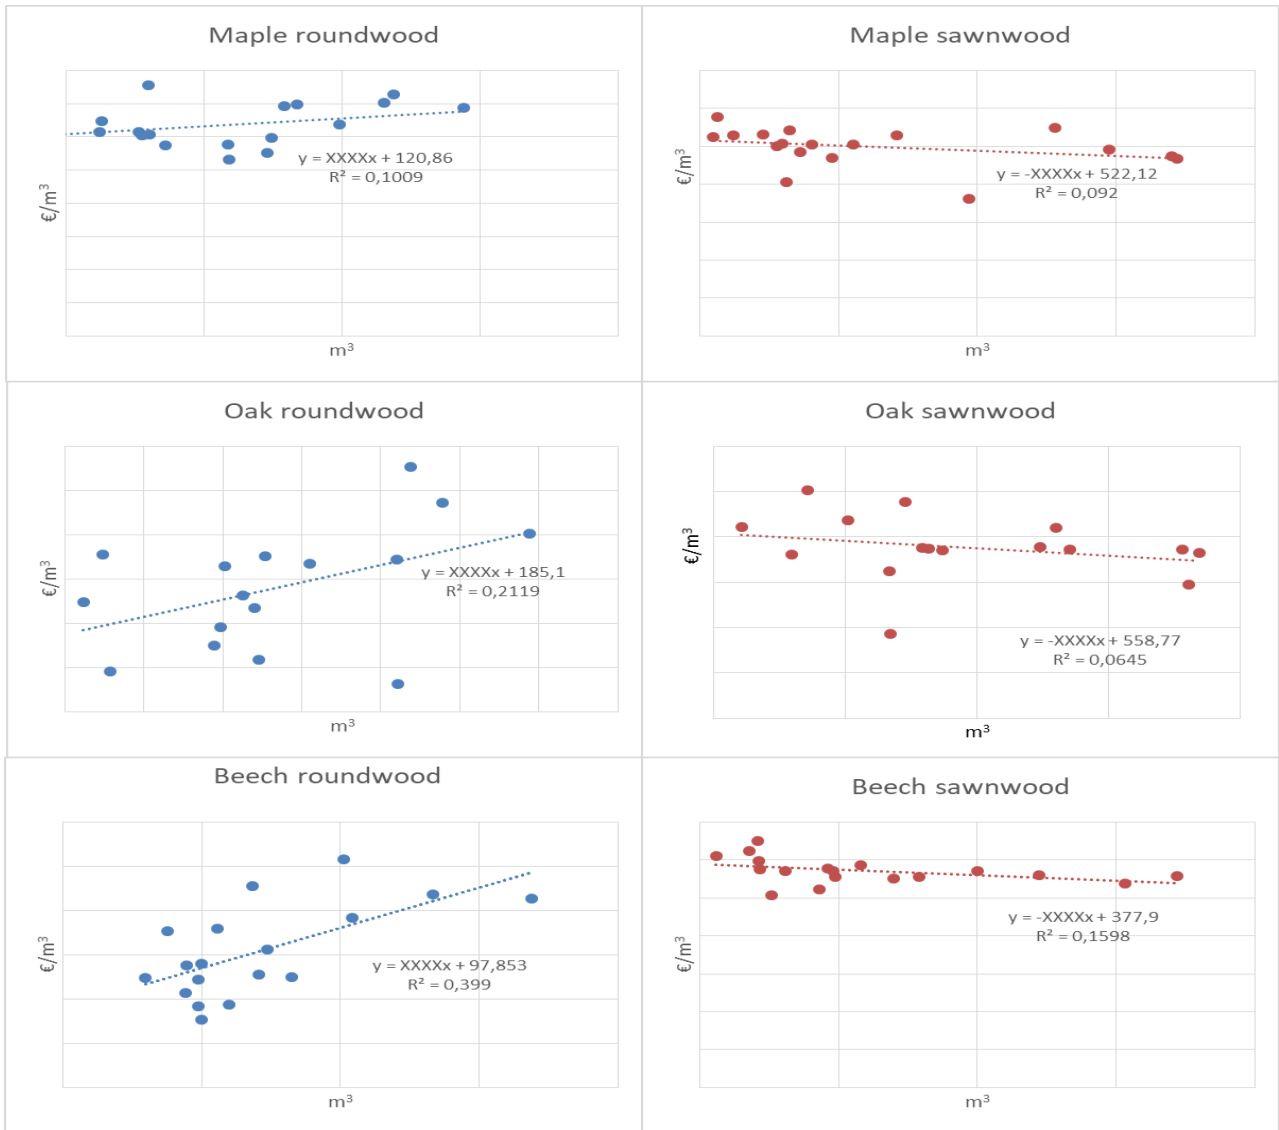 Maple roundwood
€/m³
y = XXXXx + 120,86
R² = 0,1009
m³
Maple sawnwood
€/m³
y = -XXXXx + 522,12
R² = 0,092
m³
Oak roundwood
€/m³
y = XXXXx + 185,1
R² = 0,2119
m³
Oak sawnwood
€/m³
y = -XXXXx + 558,77
R² = 0,0645
m³
Beech roundwood
€/m³
y = XXXXx + 97,853
R² = 0,399
m³
Beech sawnwood
€/m³
y = -XXXXx + 377,9
R² = 0,1598
m³